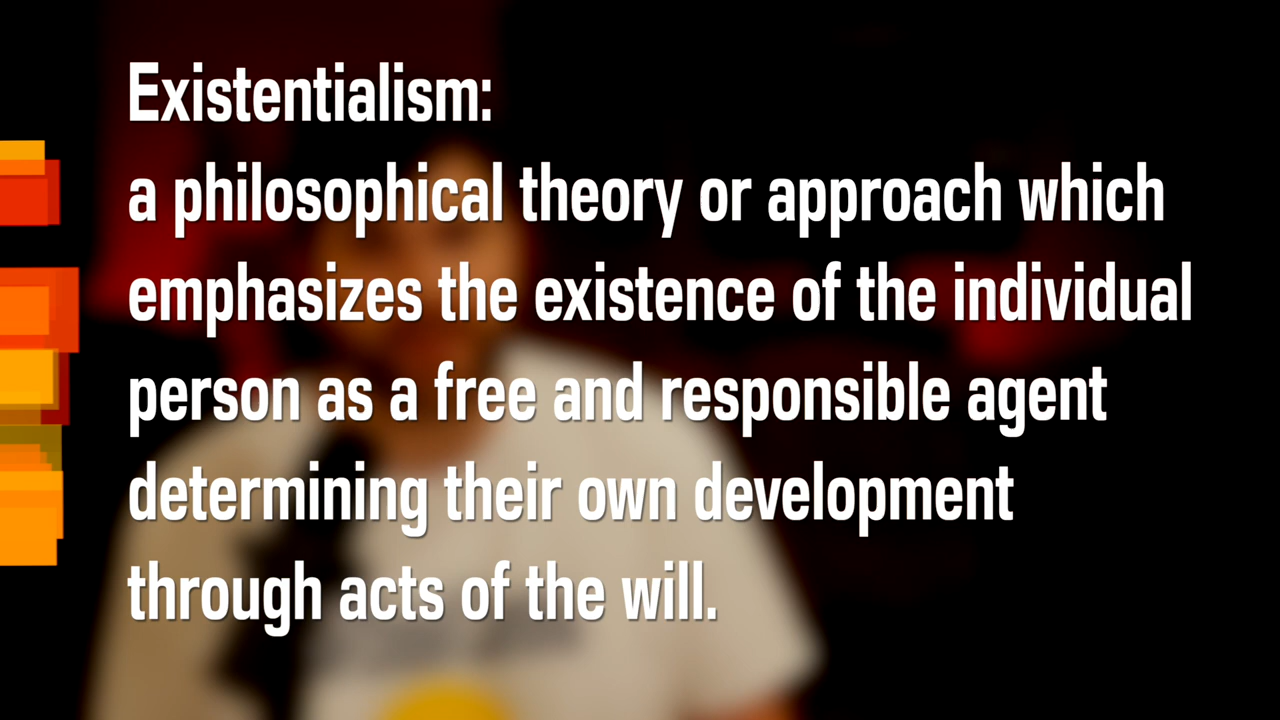 Existentialism:
a philosophical theory or approach which
emphasizes the existence of the individual
person as a free and responsible agent
determining their own development
through acts of the will.